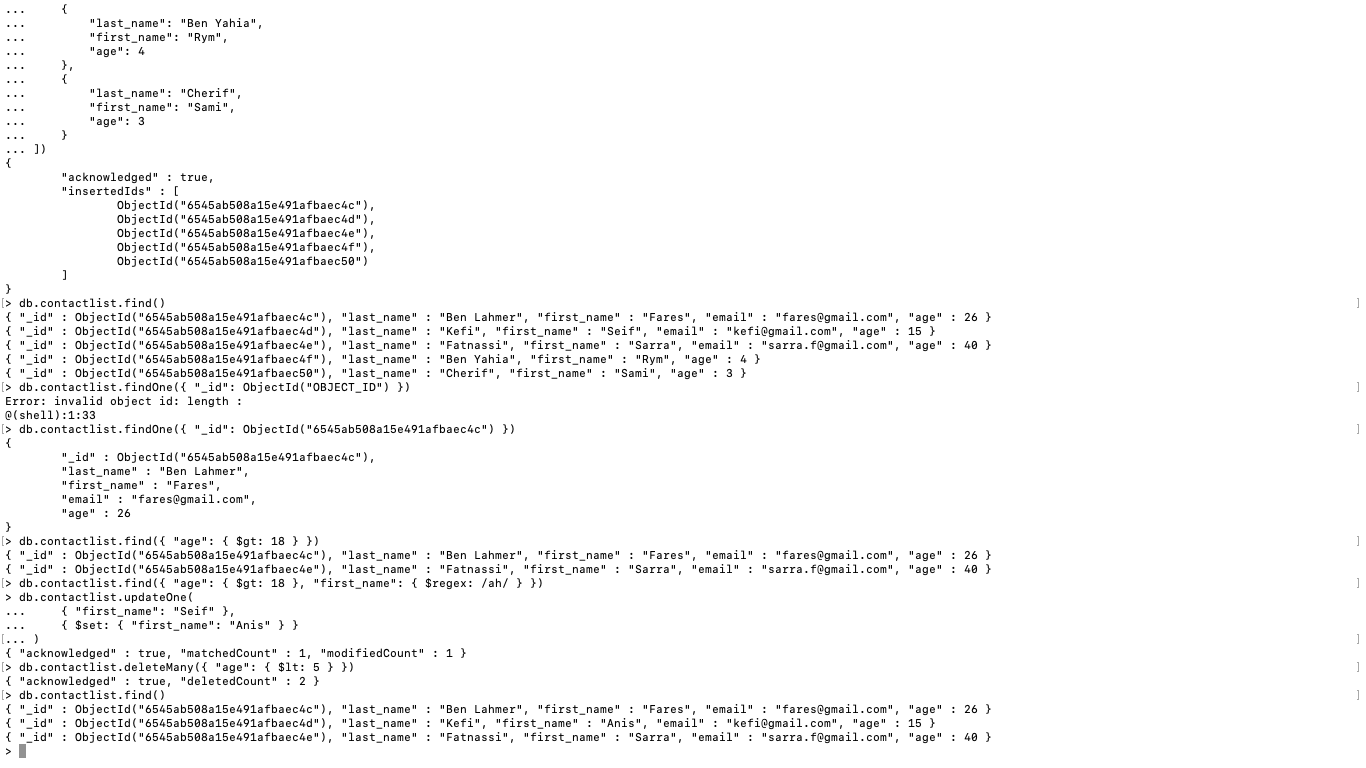 ...     {
...         "last_name": "Ben Yahia",
...         "first_name": "Rym",
...         "age": 4
...     },
...     {
...         "last_name": "Cherif",
...         "first_name": "Sami",
...         "age": 3
...     }
... ])
{
        "acknowledged" : true,
        "insertedIds" : [
                ObjectId("6545ab508a15e491afbaec4c"),
                ObjectId("6545ab508a15e491afbaec4d"),
                ObjectId("6545ab508a15e491afbaec4e"),
                ObjectId("6545ab508a15e491afbaec4f"),
                ObjectId("6545ab508a15e491afbaec50")
        ]
}
[> db.contactlist.find() ]
{ "_id" : ObjectId("6545ab508a15e491afbaec4c"), "last_name" : "Ben Lahmer", "first_name" : "Fares", "email" : "fares@gmail.com", "age" : 26 }
{ "_id" : ObjectId("6545ab508a15e491afbaec4d"), "last_name" : "Kefi", "first_name" : "Seif", "email" : "kefi@gmail.com", "age" : 15 }
{ "_id" : ObjectId("6545ab508a15e491afbaec4e"), "last_name" : "Fatnassi", "first_name" : "Sarra", "email" : "sarra.f@gmail.com", "age" : 40 }
{ "_id" : ObjectId("6545ab508a15e491afbaec4f"), "last_name" : "Ben Yahia", "first_name" : "Rym", "age" : 4 }
{ "_id" : ObjectId("6545ab508a15e491afbaec50"), "last_name" : "Cherif", "first_name" : "Sami", "age" : 3 }
[> db.contactlist.findOne({ "_id": ObjectId("OBJECT_ID") }) ]
Error: invalid object id: length :
@(shell):1:33
[> db.contactlist.findOne({ "_id": ObjectId("6545ab508a15e491afbaec4c") }) ]
{
        "_id" : ObjectId("6545ab508a15e491afbaec4c"),
        "last_name" : "Ben Lahmer",
        "first_name" : "Fares",
        "email" : "fares@gmail.com",
        "age" : 26
}
[> db.contactlist.find({ "age": { $gt: 18 } }) ]
{ "_id" : ObjectId("6545ab508a15e491afbaec4c"), "last_name" : "Ben Lahmer", "first_name" : "Fares", "email" : "fares@gmail.com", "age" : 26 }
{ "_id" : ObjectId("6545ab508a15e491afbaec4e"), "last_name" : "Fatnassi", "first_name" : "Sarra", "email" : "sarra.f@gmail.com", "age" : 40 }
[> db.contactlist.find({ "age": { $gt: 18 }, "first_name": { $regex: /ah/ } }) ]
> db.contactlist.updateOne(
...     { "first_name": "Seif" },
...     { $set: { "first_name": "Anis" } }
[... ) ]
{ "acknowledged" : true, "matchedCount" : 1, "modifiedCount" : 1 }
[> db.contactlist.deleteMany({ "age": { $lt: 5 } }) ]
{ "acknowledged" : true, "deletedCount" : 2 }
[> db.contactlist.find() ]
{ "_id" : ObjectId("6545ab508a15e491afbaec4c"), "last_name" : "Ben Lahmer", "first_name" : "Fares", "email" : "fares@gmail.com", "age" : 26 }
{ "_id" : ObjectId("6545ab508a15e491afbaec4d"), "last_name" : "Kefi", "first_name" : "Anis", "email" : "kefi@gmail.com", "age" : 15 }
{ "_id" : ObjectId("6545ab508a15e491afbaec4e"), "last_name" : "Fatnassi", "first_name" : "Sarra", "email" : "sarra.f@gmail.com", "age" : 40 }
>